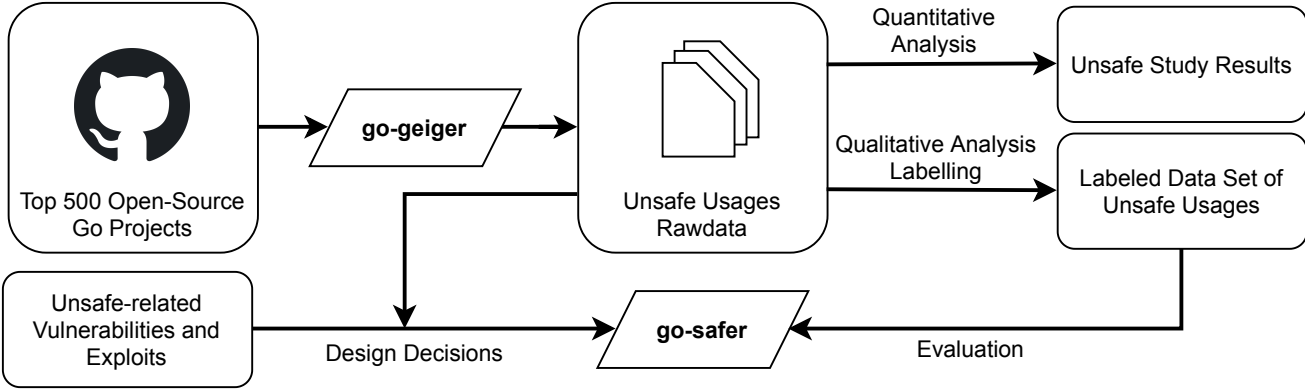 Top 500 Open-Source
Go Projects
go-geiger
Unsafe Usages
Rawdata
Quantitative
Analysis
Unsafe Study Results
Qualitative Analysis
Labelling
Labeled Data Set of
Unsafe Usages
Unsafe-related
Vulnerabilities and
Exploits
Design Decisions
go-safer
Evaluation